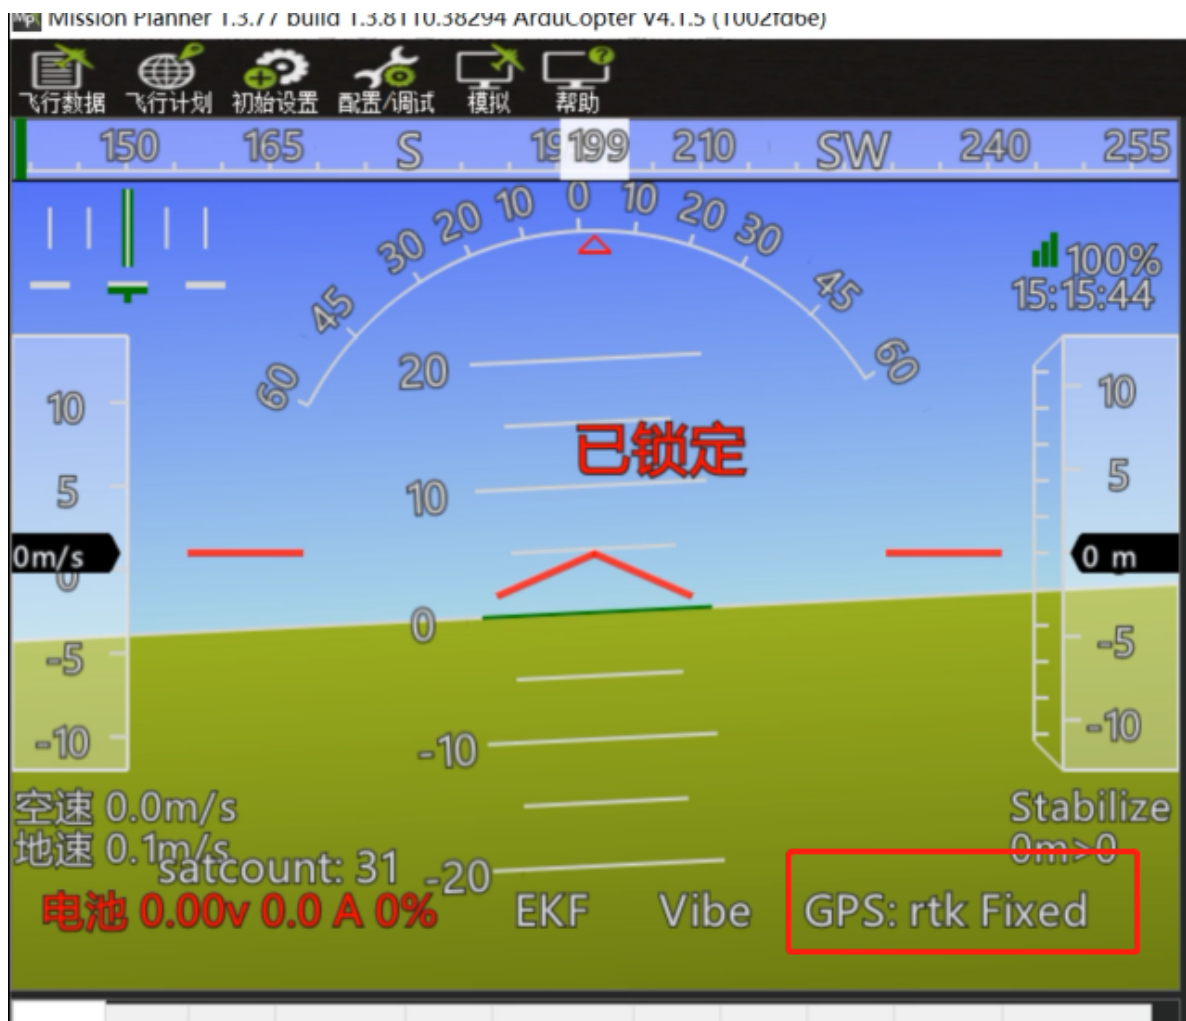 Mission Planner 1.3.77 build 1.3.8110.38294 ArduCopter V4.1.5 (1002fd6e)
飞行数据 飞行计划 初始设置 配置/调试 模拟 帮助
150 165 S 199 210 SW 240 255
60 45 30 20 10 0 10 20 30 45 60
100%
15:15:44
20
10
0
-10
-20
10
5
0m/s
0
-5
-10
10
5
0 m
-5
-10
已锁定
空速 0.0m/s
地速 0.1m/s
satcount: 31
Stabilize
0m>0
电池 0.00v 0.0 A 0% EKF Vibe GPS: rtk Fixed